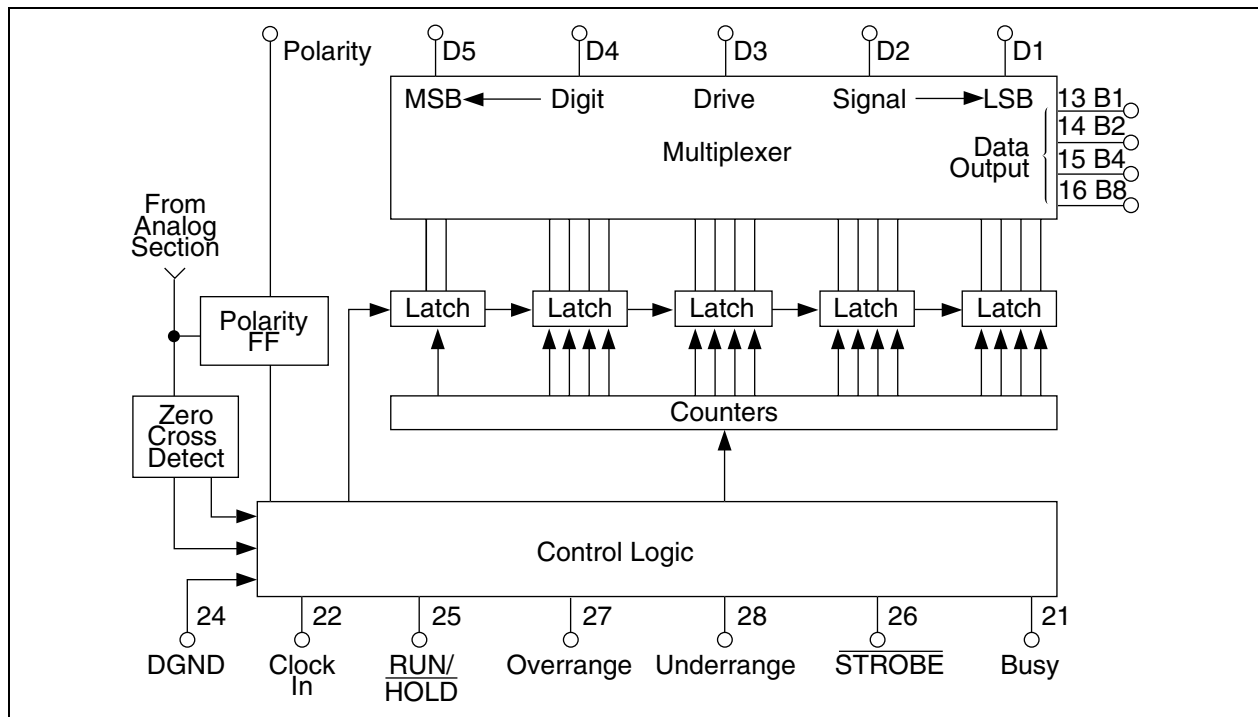 Polarity
D5
D4
D3
D2
D1
MSB
Digit
Drive
Signal
LSB
13 B1
14 B2
15 B4
16 B8
Multiplexer
Data
Output
From
Analog
Section
Polarity
FF
Latch
Latch
Latch
Latch
Latch
Zero
Cross
Detect
Counters
Control Logic
24
22
25
27
28
26
21
DGND
Clock
In
RUN/
HOLD
Overrange
Underrange
STROBE
Busy